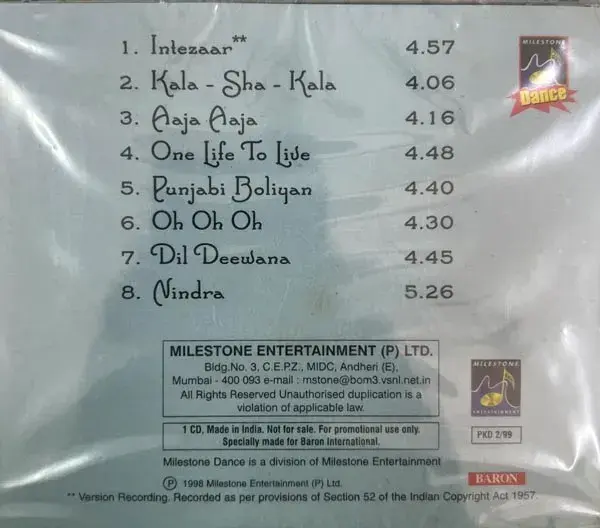 1. Intezaar** 4.57
2. Kala - Sha - Kala 4.06
3. Aaja Aaja 4.16
4. One Life To Live 4.48
5. Punjabi Boliyan 4.40
6. Oh Oh Oh 4.30
7. Dil Deewana 4.45
8. Nindra 5.26
MILESTONE
Dance
MILESTONE ENTERTAINMENT (P) LTD.
Bldg.No. 3, C.E.P.Z., MIDC, Andheri (E),
Mumbai - 400 093 e-mail : mstone@bom3.vsnl.net.in
All Rights Reserved Unauthorised duplication is a
violation of applicable law.
MILESTONE
ENTERTAINMENT
1 CD, Made in India. Not for sale. For promotional use only.
Specially made for Baron International.
PKD 2/99
Milestone Dance is a division of Milestone Entertainment
℗ 1998 Milestone Entertainment (P) Ltd.
BARON
** Version Recording. Recorded as per provisions of Section 52 of the Indian Copyright Act 1957.